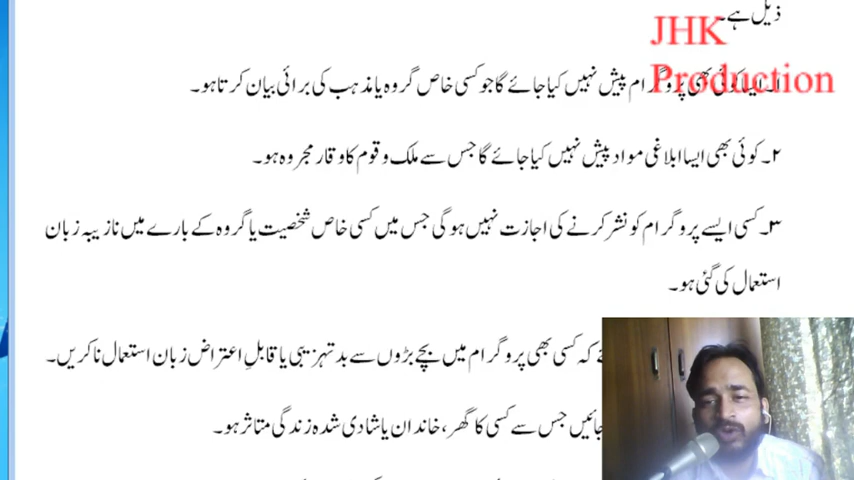 ذیل ہے۔
JHK
Production
۱۔ ایسا کوئی بھی پروگرام پیش نہیں کیا جائے گا جو کسی خاص گروہ یا مذہب کی برائی بیان کرتا ہو۔
۲۔ کوئی بھی ایسا ابلاغی مواد پیش نہیں کیا جائے گا جس سے ملک و قوم کا وقار مجروہ ہو۔
۳۔ کسی ایسے پروگرام کو نشر کرنے کی اجازت نہیں ہوگی جس میں کسی خاص شخصیت یا گروہ کے بارے میں نازیبہ زبان
استعمال کی گئی ہو۔
کہ کسی بھی پروگرام میں بچے بڑوں سے بدتہزیبی یا قابلِ اعتراض زبان استعمال نا کریں۔
جائیں جس سے کسی کا گھر، خاندان یا شادی شدہ زندگی متاثر ہو۔